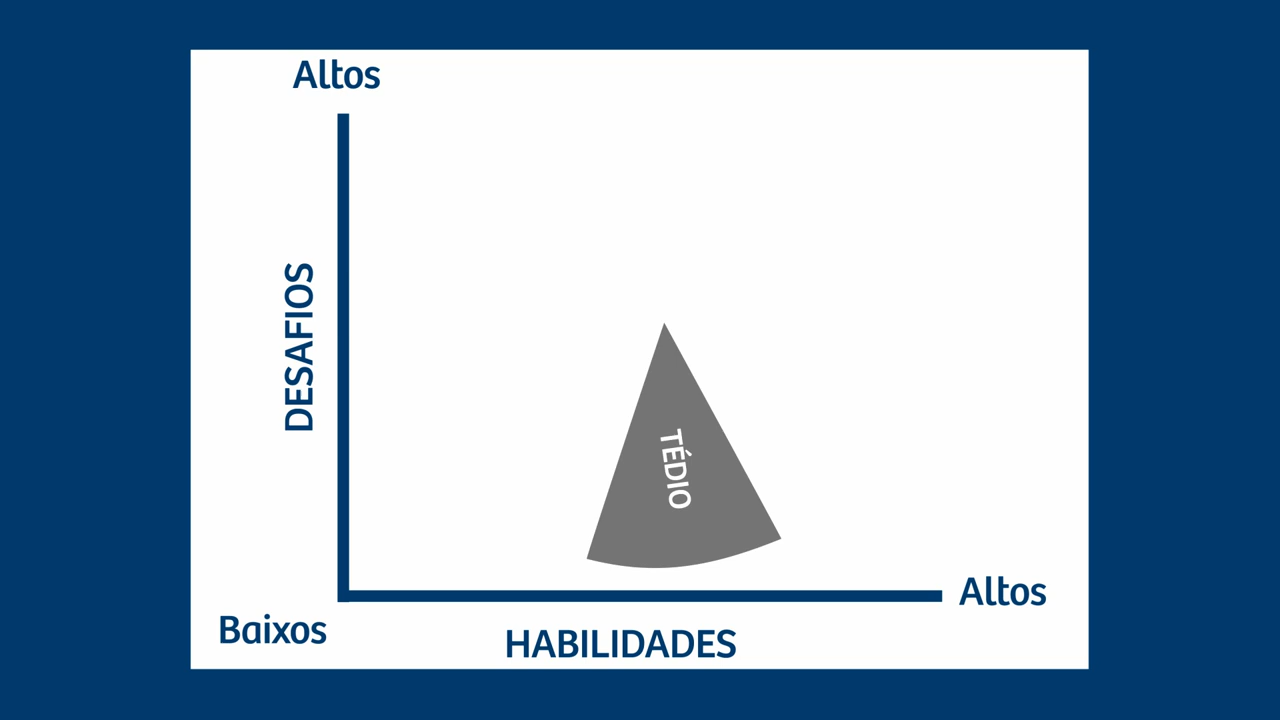 Altos
DESAFIOS
TÉDIO
Altos
Baixos
HABILIDADES